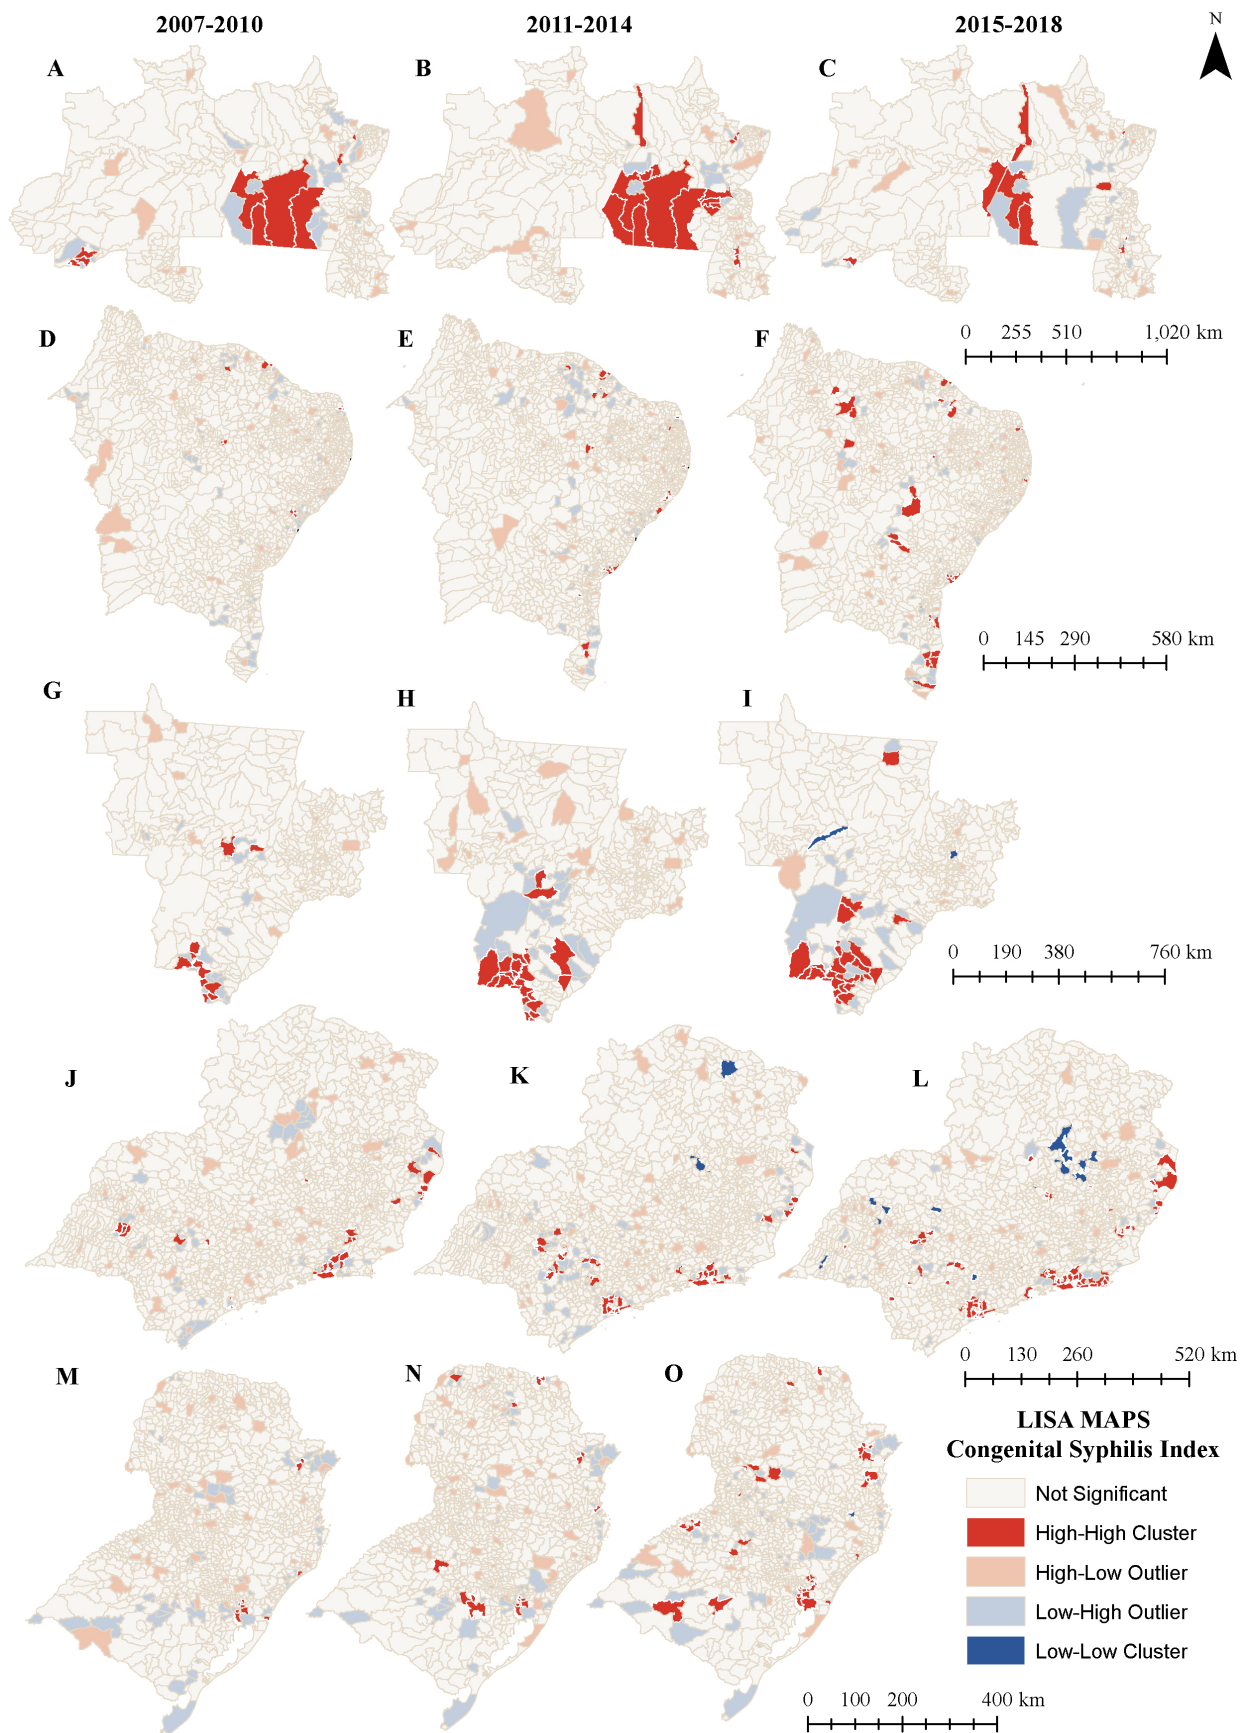 2007-2010
2011-2014
2015-2018
N
A
B
C
D
E
F
0 255 510 1,020 km
0 145 290 580 km
G
H
I
0 190 380 760 km
J
K
L
0 130 260 520 km
M
N
O
LISA MAPS
Congenital Syphilis Index
Not Significant
High-High Cluster
High-Low Outlier
Low-High Outlier
Low-Low Cluster
0 100 200 400 km